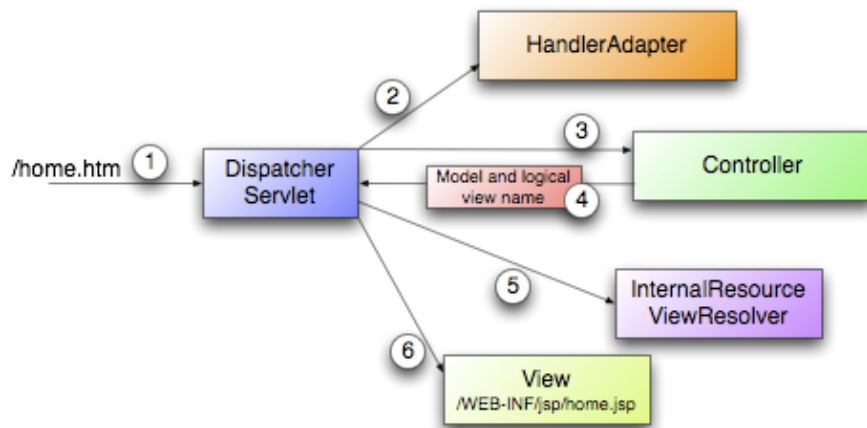 HandlerAdapter
2
/home.htm
1
Dispatcher
Servlet
3
Controller
Model and logical
view name
4
5
InternalResource
ViewResolver
6
View
/WEB-INF/jsp/home.jsp